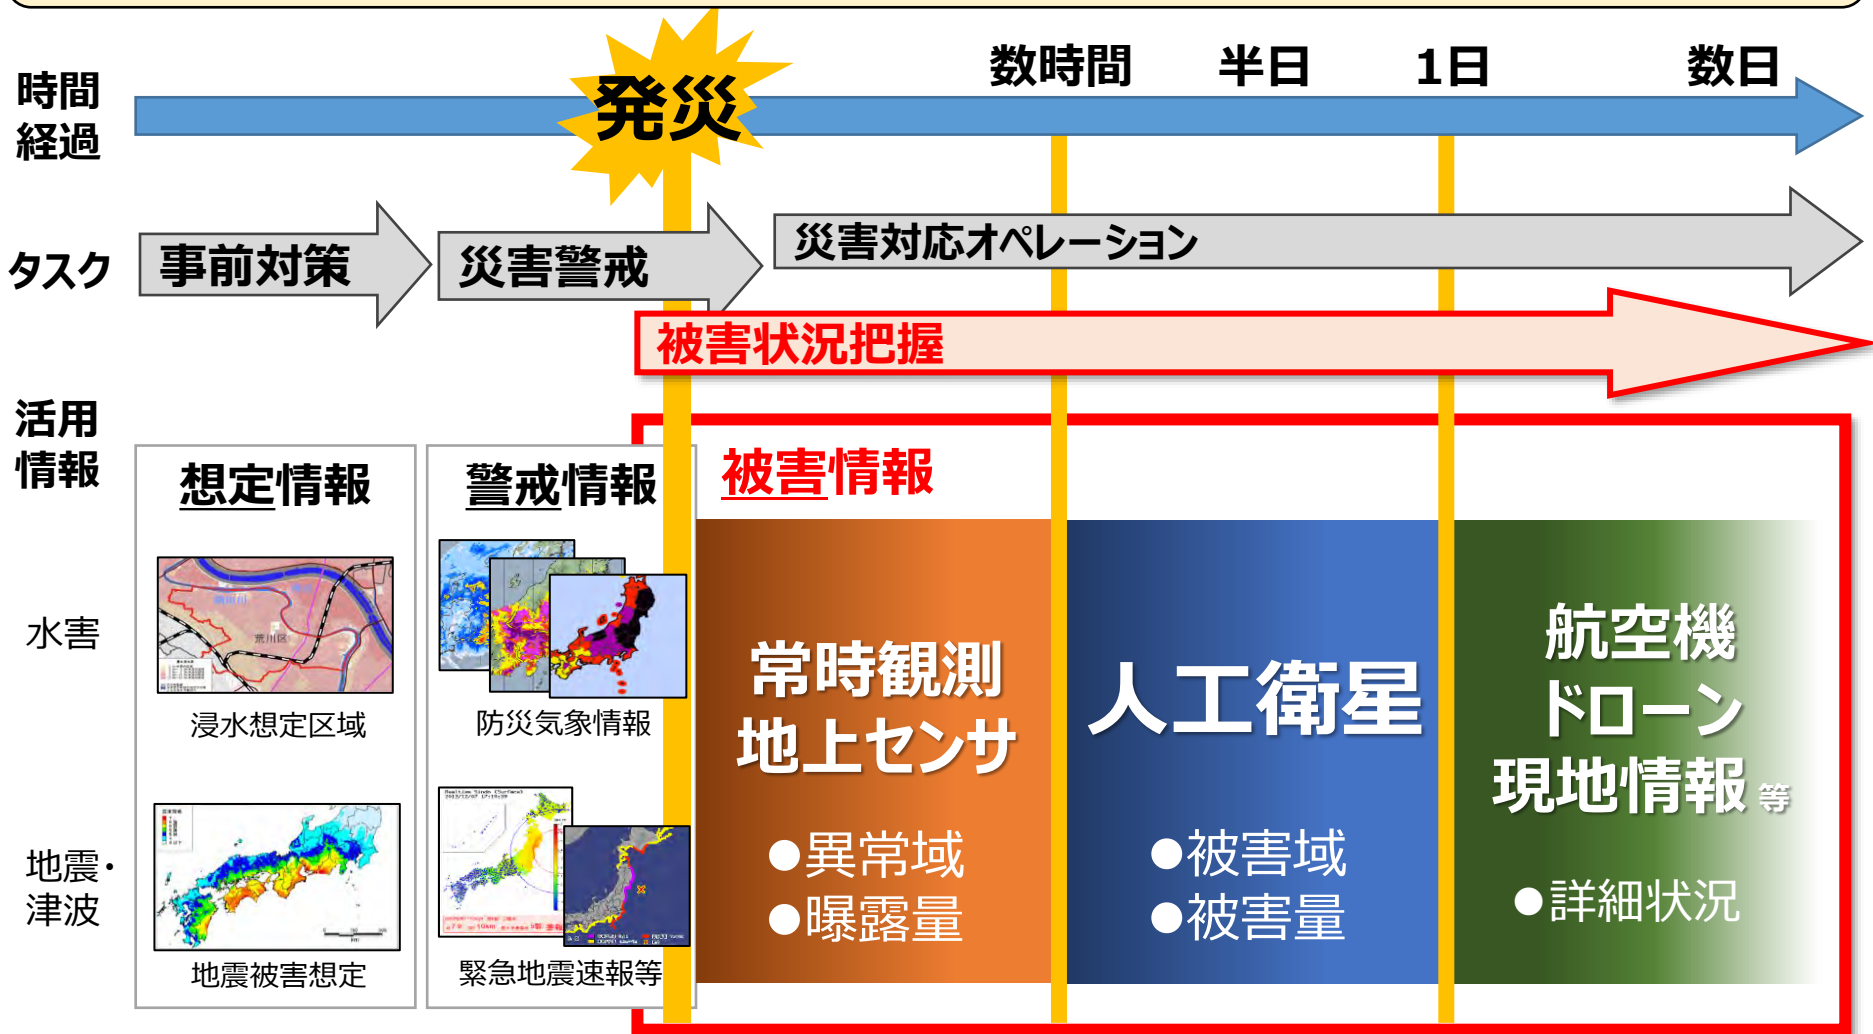 時間
経過
発災
数時間
半日
1日
数日
タスク
事前対策
災害警戒
災害対応オペレーション
被害状況把握
活用
情報
想定情報
警戒情報
被害情報
水害
荒川区
浸水想定区域
防災気象情報
地震・
津波
地震被害想定
緊急地震速報等
常時観測
地上センサ
●異常域
●曝露量
人工衛星
●被害域
●被害量
航空機
ドローン
現地情報 等
●詳細状況